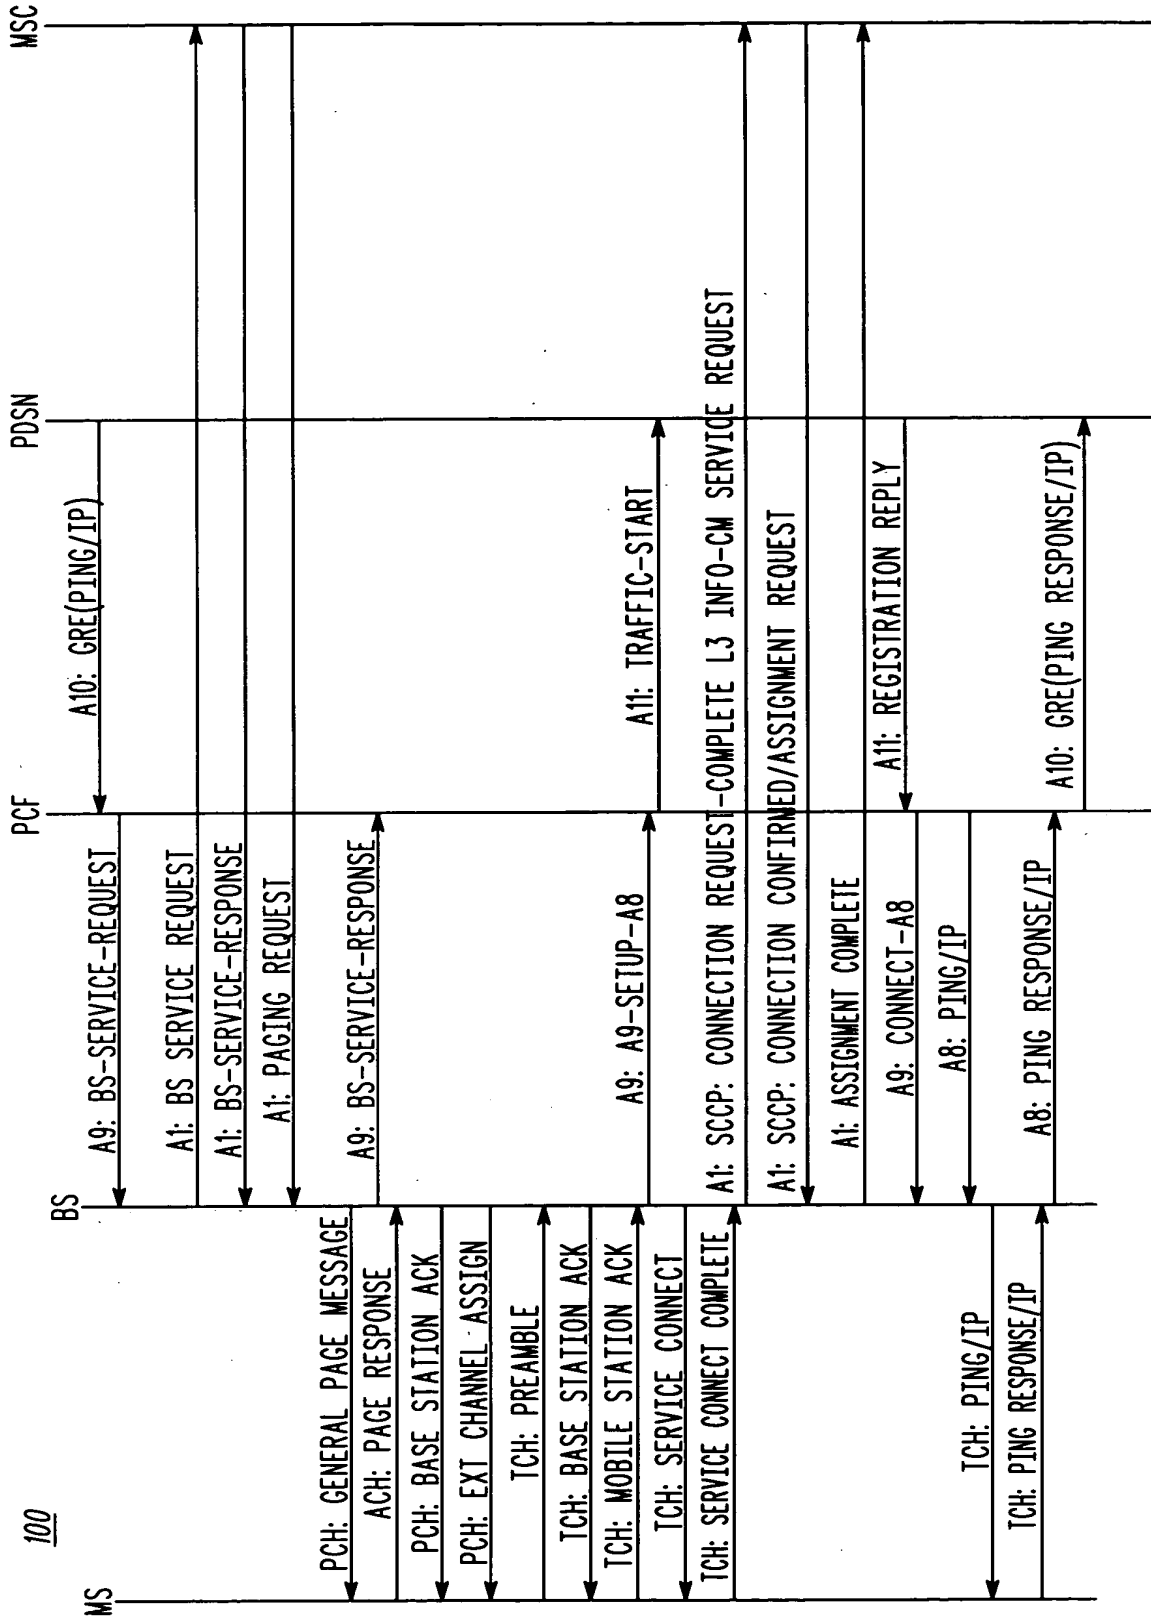 100
MS
BS
PCF
PDSN
MSC
A10: GRE(PING/IP)
A9: BS-SERVICE-REQUEST
A1: BS SERVICE REQUEST
A1: BS-SERVICE-RESPONSE
A1: PAGING REQUEST
PCH: GENERAL PAGE MESSAGE
A9: BS-SERVICE-RESPONSE
ACH: PAGE RESPONSE
PCH: BASE STATION ACK
PCH: EXT CHANNEL ASSIGN
TCH: PREAMBLE
TCH: BASE STATION ACK
TCH: MOBILE STATION ACK
A9: A9-SETUP-A8
A11: TRAFFIC-START
TCH: SERVICE CONNECT
TCH: SERVICE CONNECT COMPLETE
A1: SCCP: CONNECTION REQUEST-COMPLETE L3 INFO-CM SERVICE REQUEST
A1: SCCP: CONNECTION CONFIRMED/ASSIGNMENT REQUEST
A1: ASSIGNMENT COMPLETE
A11: REGISTRATION REPLY
A9: CONNECT-A8
A8: PING/IP
TCH: PING/IP
TCH: PING RESPONSE/IP
A8: PING RESPONSE/IP
A10: GRE(PING RESPONSE/IP)